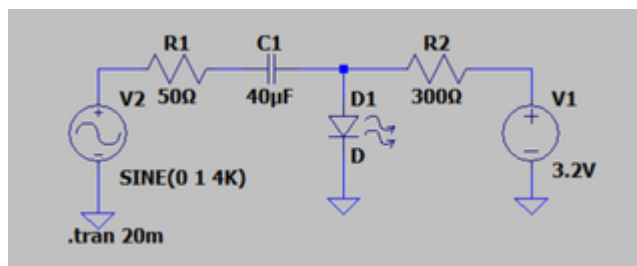 R1 C1 R2
V2 50Ω 40µF D1 300Ω V1
D
SINE(0 1 4K) 3.2V
.tran 20m